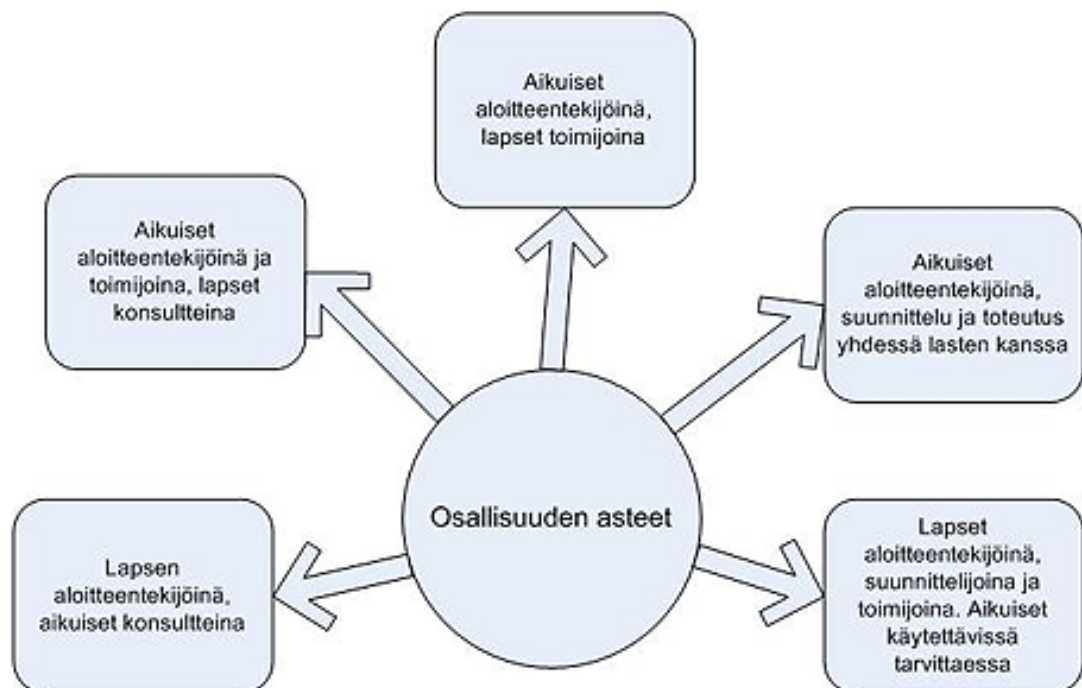 Aikuiset
aloitteentekijöinä,
lapset toimijoina
Aikuiset
aloitteentekijöinä ja
toimijoina, lapset
konsultteina
Aikuiset
aloitteentekijöinä,
suunnittelu ja toteutus
yhdessä lasten kanssa
Osallisuuden asteet
Lapsen
aloitteentekijöinä,
aikuiset konsultteina
Lapset
aloitteentekijöinä,
suunnittelijoina ja
toimijoina. Aikuiset
käytettävissä
tarvittaessa